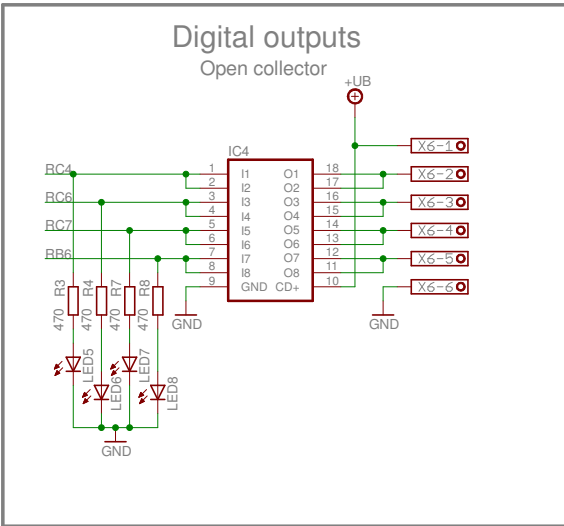 Digital outputs
Open collector
+UB
IC4
X6-1
RC4 1 I1 O1 18 X6-2
2 I2 O2 17
RC6 3 I3 O3 16 X6-3
4 I4 O4 15
RC7 5 I5 O5 14 X6-4
6 I6 O6 13
RB6 7 I7 O7 12 X6-5
8 I8 O8 11
9 GND CD+ 10 X6-6
470 R3
470 R4
470 R7
470 R8
GND
GND
LED5
LED6
LED7
LED8
GND